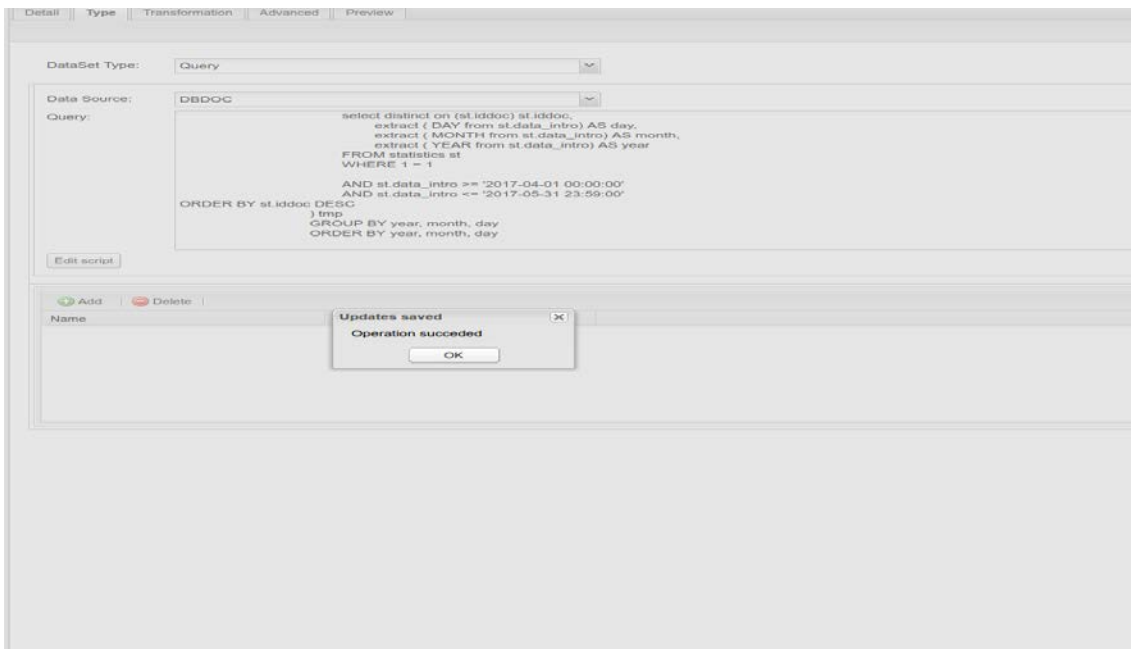 Detail Type Transformation Advanced Preview
DataSet Type: Query
Data Source: DBDOC
Query:
select distinct on (st.iddoc) st.iddoc,
extract ( DAY from st.data_intro) AS day,
extract ( MONTH from st.data_intro) AS month,
extract ( YEAR from st.data_intro) AS year
FROM statistics st
WHERE 1 = 1
AND st.data_intro >= '2017-04-01 00:00:00'
AND st.data_intro <= '2017-05-31 23:59:00'
ORDER BY st.iddoc DESC
) tmp
GROUP BY year, month, day
ORDER BY year, month, day
Edit script
Add Delete
Name
Updates saved
Operation succeded
OK